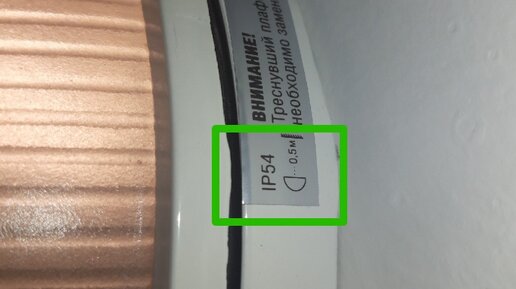 ВНИМАНИЕ!
Треснувший плаф
необходимо замен
IP54
0,5м